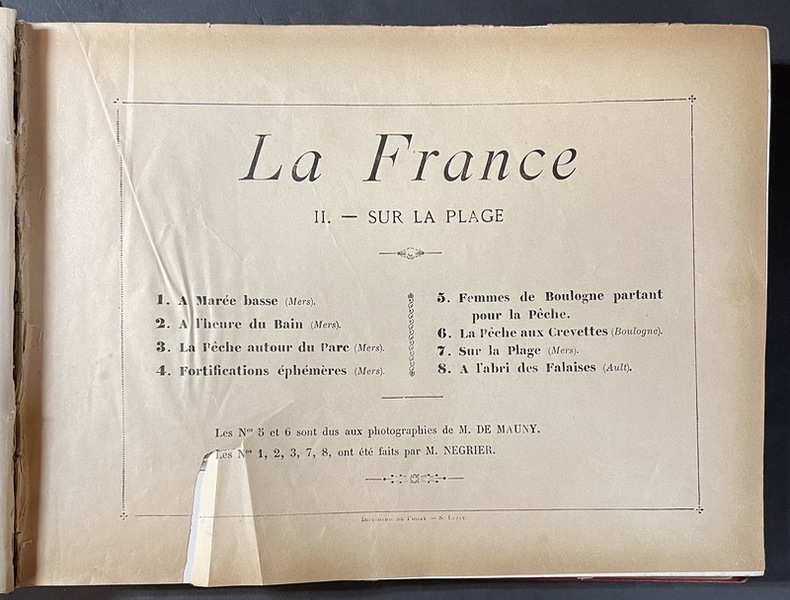 La France
II. — SUR LA PLAGE
1. A Marée basse (Mers).
2. A l'heure du Bain (Mers).
3. La Pêche autour du Parc (Mers).
4. Fortifications éphémères (Mers).
5. Femmes de Boulogne partant
pour la Pêche.
6. La Pêche aux Crevettes (Boulogne).
7. Sur la Plage (Mers).
8. A l'abri des Falaises (Ault).
Les Nos 5 et 6 sont dus aux photographies de M. DE MAUNY.
Les Nos 1, 2, 3, 7, 8, ont été faits par M. NEGRIER.
IMPRIMERIE DE